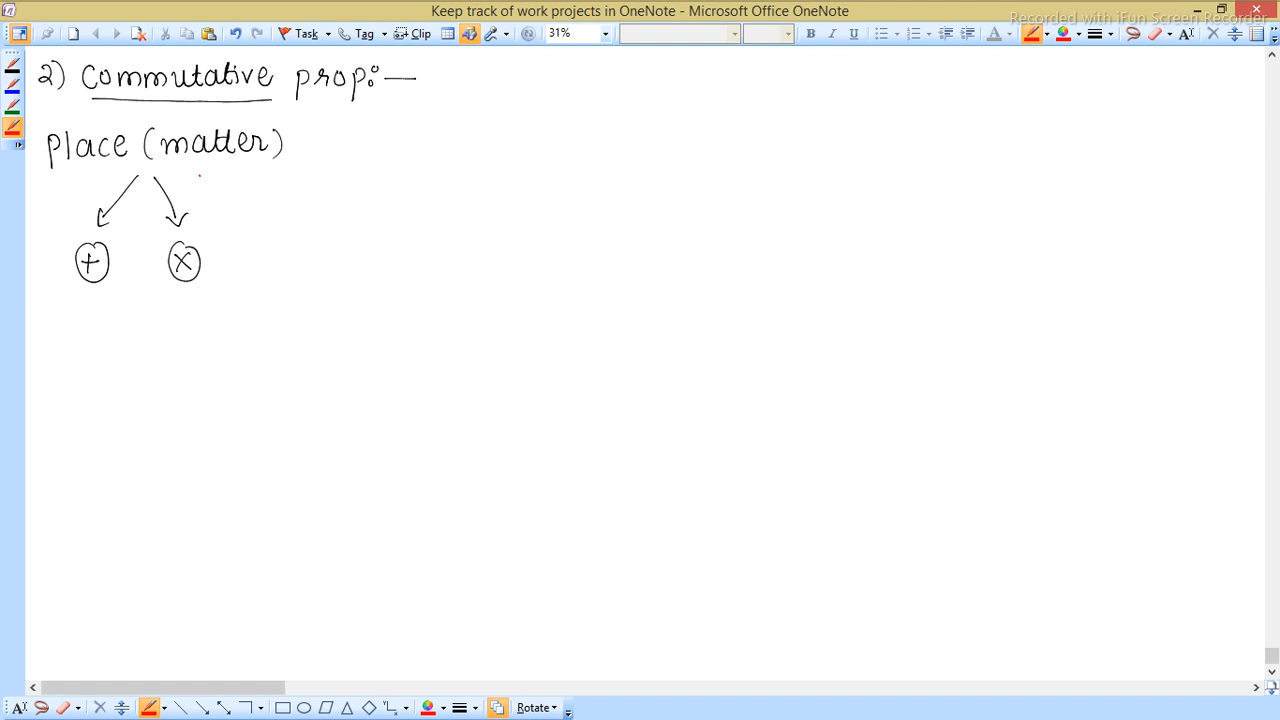 Keep track of work projects in OneNote - Microsoft Office OneNote
Recorded with iFun Screen Recorder
Task Tag Clip 31% B I U A
2) Commutative prop:—
place (matter)
+ x
Rotate